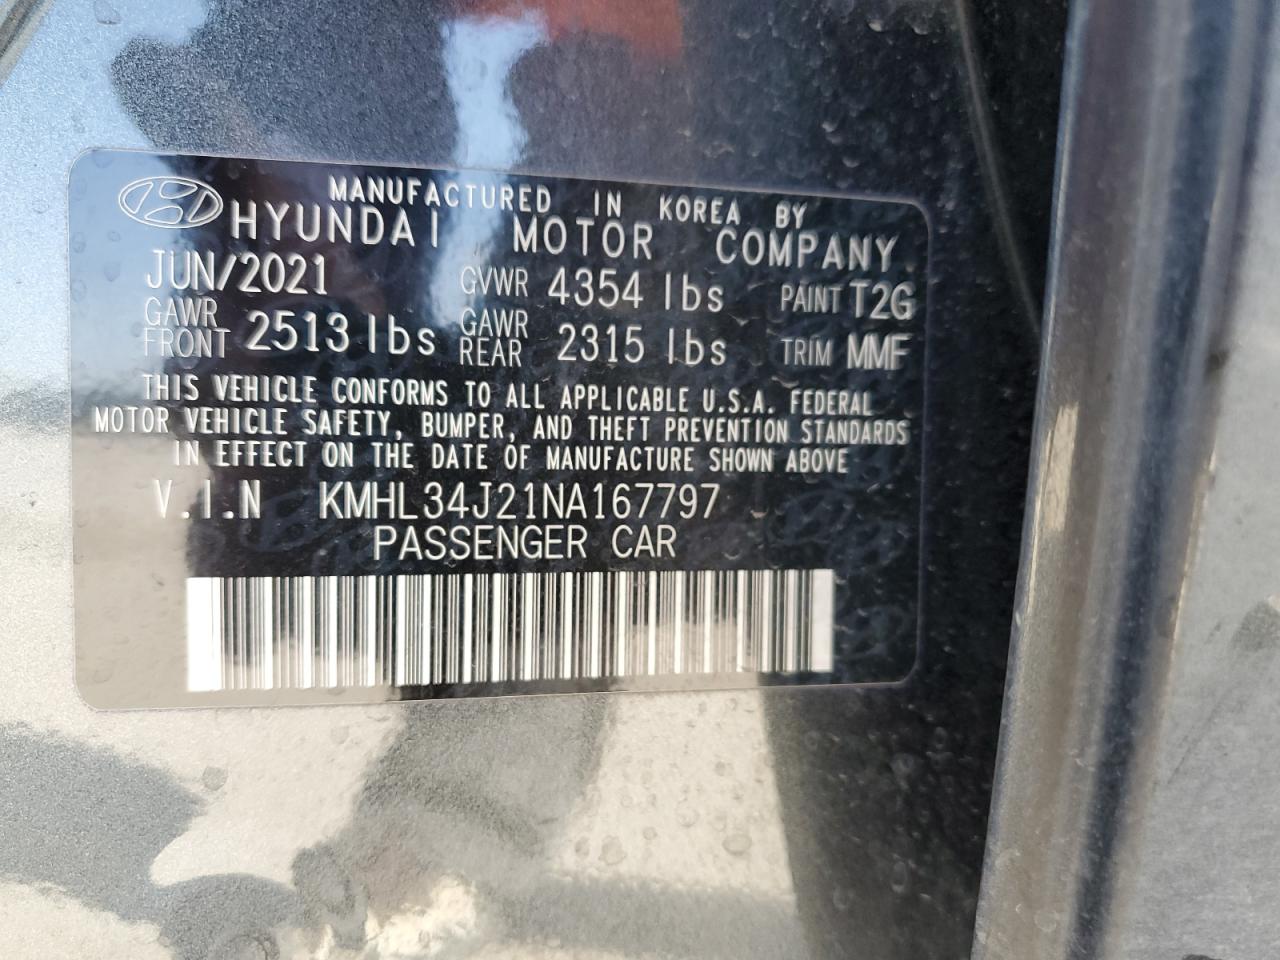 MANUFACTURED IN KOREA BY
HYUNDAI MOTOR COMPANY
JUN/2021 GVWR 4354 lbs PAINT T2G
GAWR FRONT 2513 lbs GAWR REAR 2315 lbs TRIM MMF
THIS VEHICLE CONFORMS TO ALL APPLICABLE U.S.A. FEDERAL
MOTOR VEHICLE SAFETY, BUMPER, AND THEFT PREVENTION STANDARDS
IN EFFECT ON THE DATE OF MANUFACTURE SHOWN ABOVE
V.I.N KMHL34J21NA167797
PASSENGER CAR